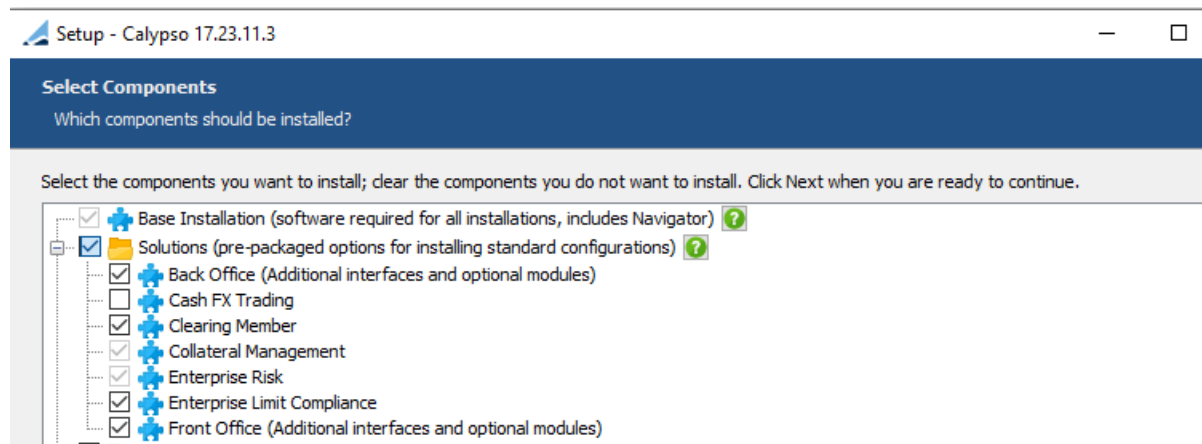 Setup - Calypso 17.23.11.3
Select Components
Which components should be installed?
Select the components you want to install; clear the components you do not want to install. Click Next when you are ready to continue.
Base Installation (software required for all installations, includes Navigator) ?
Solutions (pre-packaged options for installing standard configurations) ?
Back Office (Additional interfaces and optional modules)
Cash FX Trading
Clearing Member
Collateral Management
Enterprise Risk
Enterprise Limit Compliance
Front Office (Additional interfaces and optional modules)